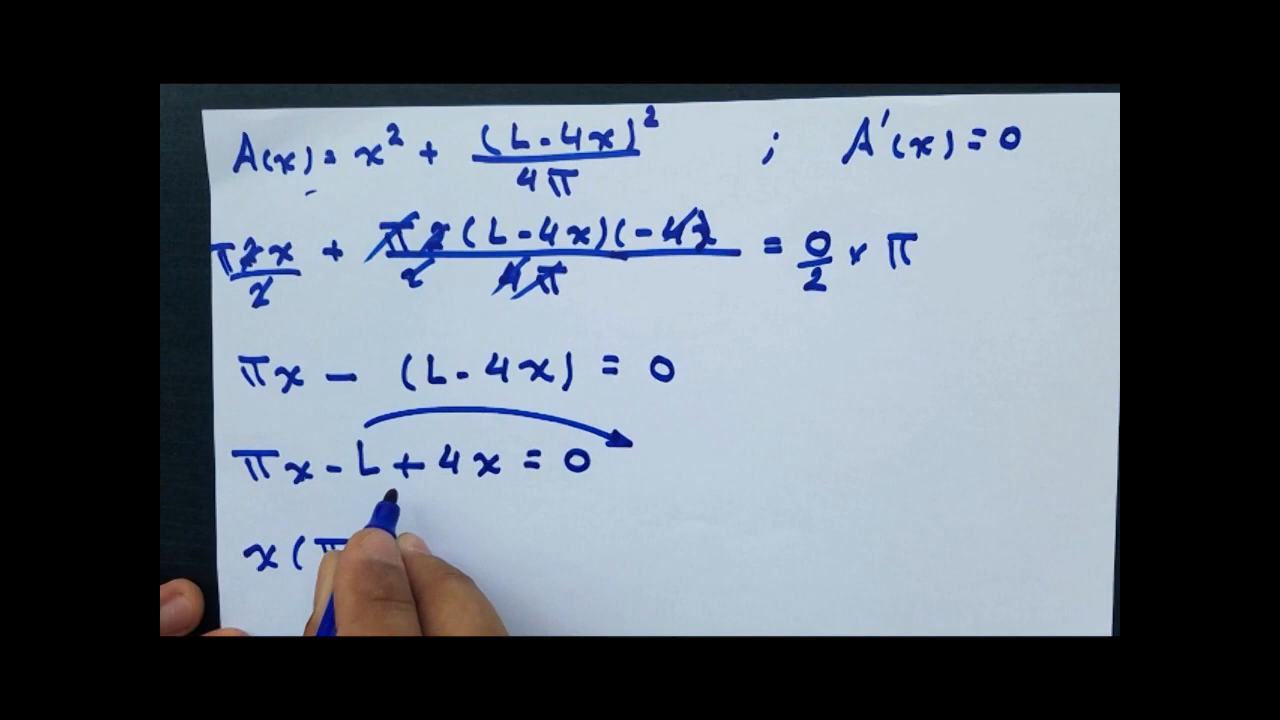 A(x) = x² + (L - 4x)² / 4π ; A'(x) = 0
π2x / 2 + π2(L - 4x)(-4) / 2 4π = 0/2 × π
πx - (L - 4x) = 0
πx - L + 4x = 0
x(π